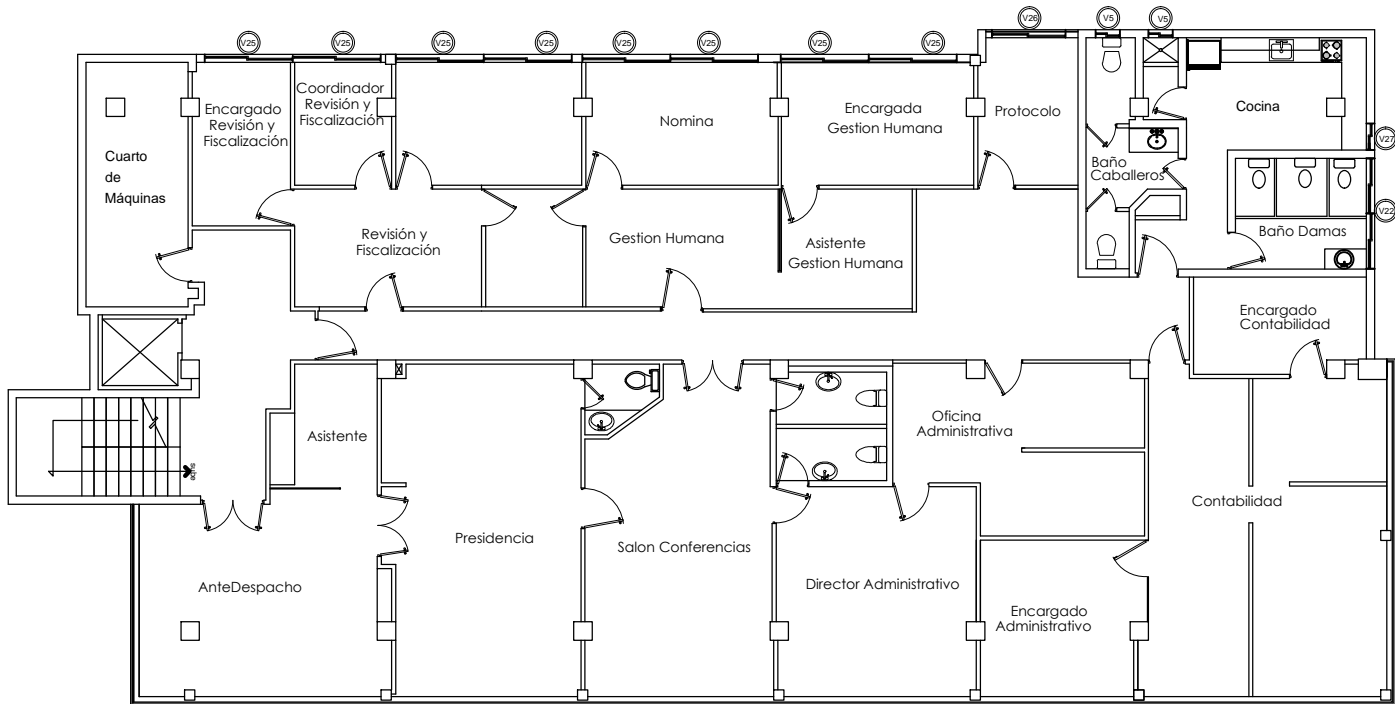 V25
V25
V25
V25
V25
V25
V25
V25
V26
V5
V5
Encargado
Revisión y
Fiscalización
Coordinador
Revisión y
Fiscalización
Nomina
Encargada
Gestion Humana
Protocolo
Cocina
V27
Cuarto
de
Máquinas
Baño
Caballeros
V22
Revisión y
Fiscalización
Gestion Humana
Asistente
Gestion Humana
Baño Damas
Encargado
Contabilidad
Asistente
Oficina
Administrativa
sube
Contabilidad
Presidencia
Salon Conferencias
AnteDespacho
Director Administrativo
Encargado
Administrativo